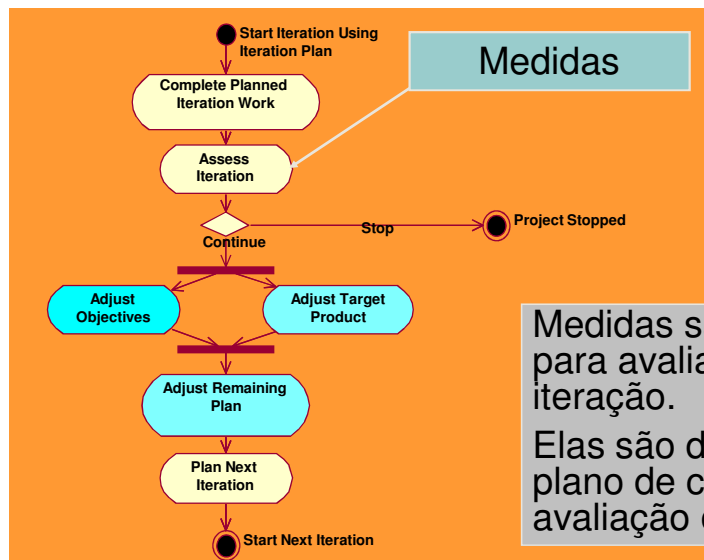 Start Iteration Using
Iteration Plan
Medidas
Complete Planned
Iteration Work
Assess
Iteration
Stop
Project Stopped
Continue
Adjust
Objectives
Adjust Target
Product
Medidas
para
iteração.
Elas são
plano de
avaliação
Adjust Remaining
Plan
Plan Next
Iteration
Start Next Iteration